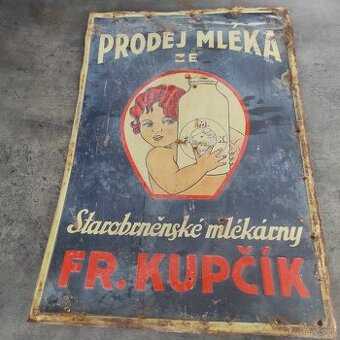 PRODEJ MLÉKA
ZE
Starobrněnské mlékárny
FR. KUPČÍK